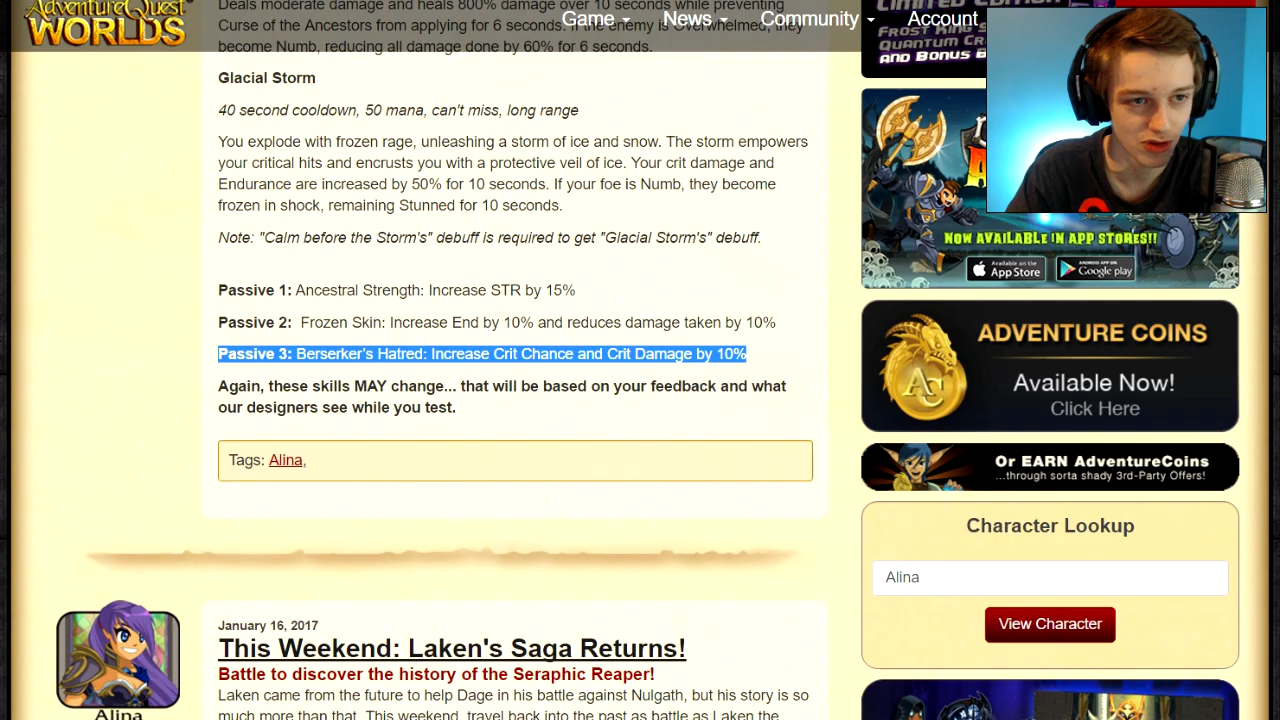 AdventureQuest
WORLDS
Game
News
Community
Account
Deals moderate damage and heals 800% damage over 10 seconds while preventing
Curse of the Ancestors from applying for 6 seconds. If the enemy is Overwhelmed, they
become Numb, reducing all damage done by 60% for 6 seconds.
Glacial Storm
40 second cooldown, 50 mana, can't miss, long range
You explode with frozen rage, unleashing a storm of ice and snow. The storm empowers
your critical hits and encrusts you with a protective veil of ice. Your crit damage and
Endurance are increased by 50% for 10 seconds. If your foe is Numb, they become
frozen in shock, remaining Stunned for 10 seconds.
Note: "Calm before the Storm's" debuff is required to get "Glacial Storm's" debuff.
Passive 1: Ancestral Strength: Increase STR by 15%
Passive 2: Frozen Skin: Increase End by 10% and reduces damage taken by 10%
Passive 3: Berserker's Hatred: Increase Crit Chance and Crit Damage by 10%
Again, these skills MAY change... that will be based on your feedback and what
our designers see while you test.
Tags: Alina,
January 16, 2017
This Weekend: Laken's Saga Returns!
Battle to discover the history of the Seraphic Reaper!
Laken came from the future to help Dage in his battle against Nulgath, but his story is so
much more than that. This weekend, travel back into the past as battle as Laken the
Alina
LIMITED EDITION
FROST KING'S
QUANTUM
AND BONUS
NOW AVAILABLE IN APP STORES!!
Available on the
App Store
ANDROID APP ON
Google play
ADVENTURE COINS
AC
Available Now!
Click Here
Or EARN AdventureCoins
...through sorta shady 3rd-Party Offers!
Character Lookup
Alina
View Character